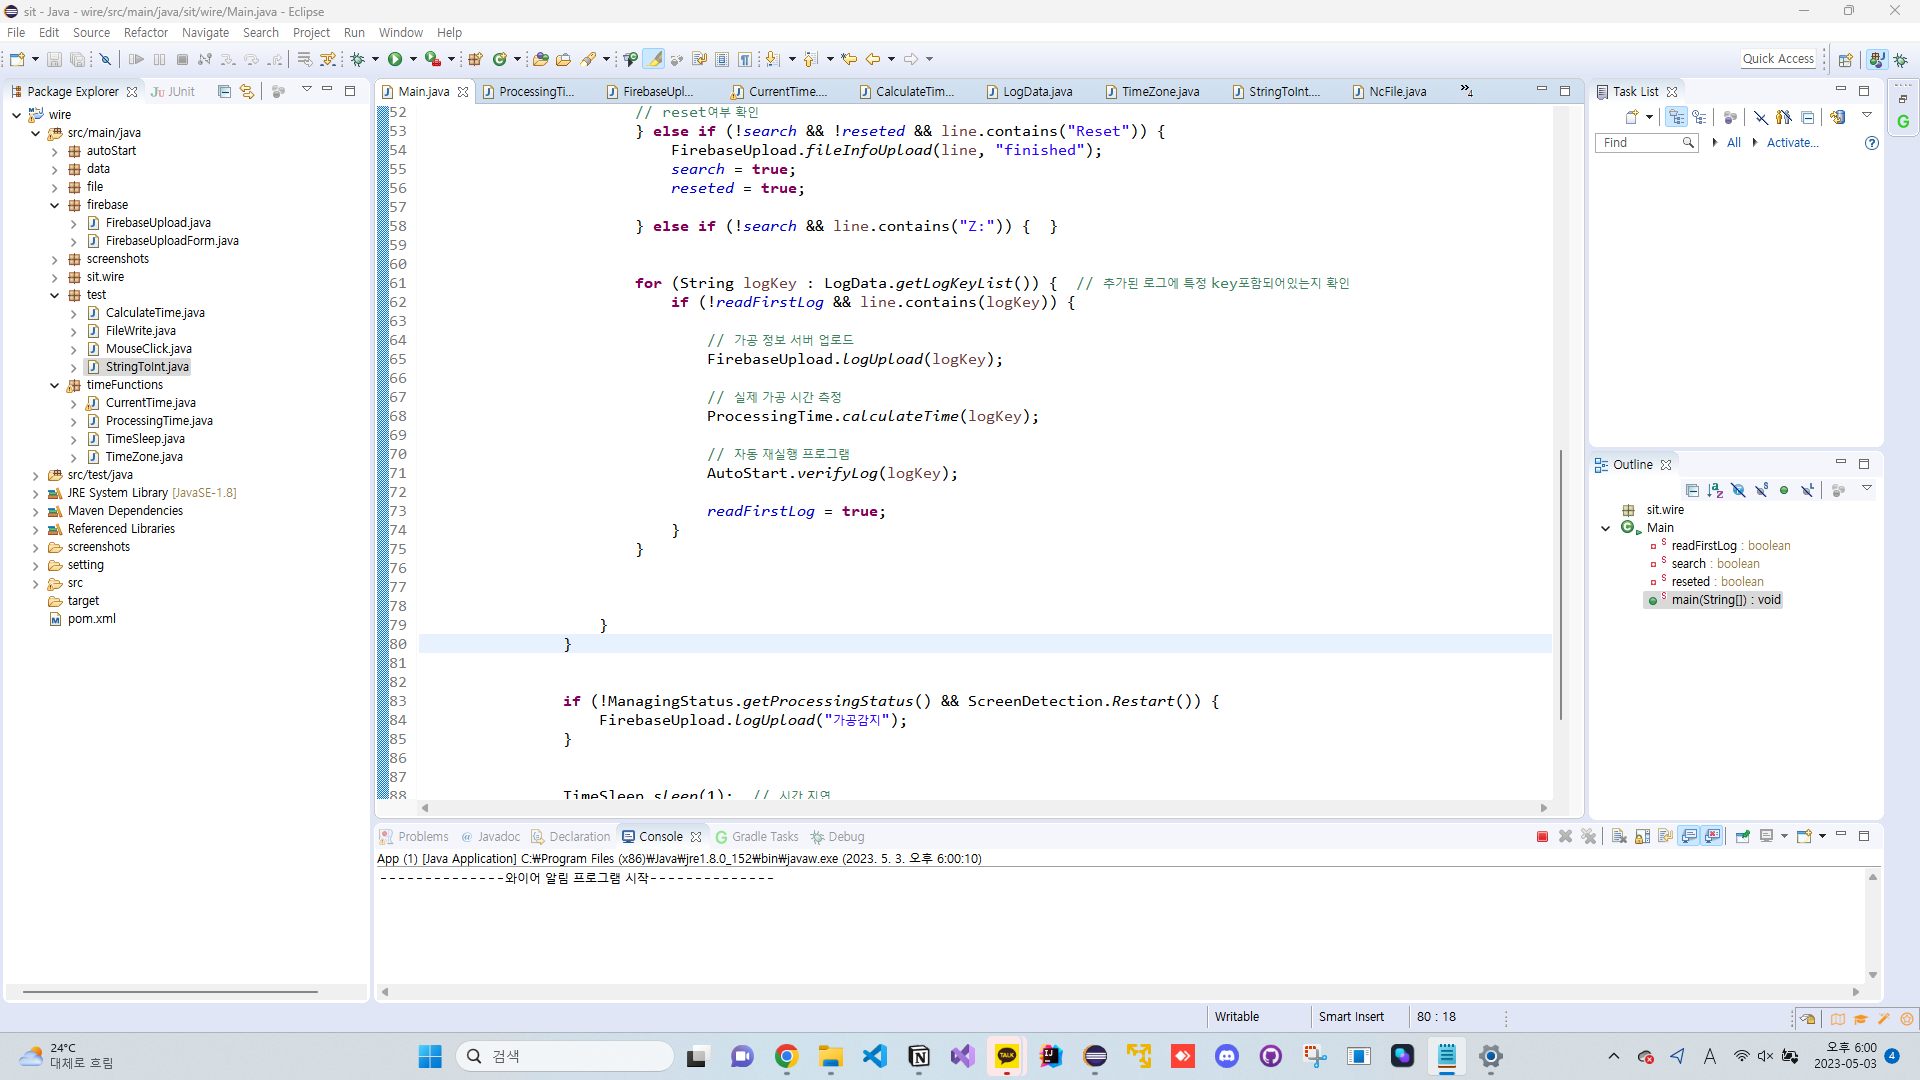 sit - Java - wire/src/main/java/sit/wire/Main.java - Eclipse
File Edit Source Refactor Navigate Search Project Run Window Help
Quick Access
Package Explorer
JUnit
wire
src/main/java
autoStart
data
file
firebase
FirebaseUpload.java
FirebaseUploadForm.java
screenshots
sit.wire
test
CalculateTime.java
FileWrite.java
MouseClick.java
StringToInt.java
timeFunctions
CurrentTime.java
ProcessingTime.java
TimeSleep.java
TimeZone.java
src/test/java
JRE System Library [JavaSE-1.8]
Maven Dependencies
Referenced Libraries
screenshots
setting
src
target
pom.xml
Main.java ProcessingTi... FirebaseUpl... CurrentTime.... CalculateTim... LogData.java TimeZone.java StringToInt.... NcFile.java »4
52 // reset여부 확인
53 } else if (!search && !reseted && line.contains("Reset")) {
54 FirebaseUpload.fileInfoUpload(line, "finished");
55 search = true;
56 reseted = true;
57
58 } else if (!search && line.contains("Z:")) {  }
59
60
61 for (String logKey : LogData.getLogKeyList()) {  // 추가된 로그에 특정 key포함되어있는지 확인
62 if (!readFirstLog && line.contains(logKey)) {
63
64 // 가공 정보 서버 업로드
65 FirebaseUpload.logUpload(logKey);
66
67 // 실제 가공 시간 측정
68 ProcessingTime.calculateTime(logKey);
69
70 // 자동 재실행 프로그램
71 AutoStart.verifyLog(logKey);
72
73 readFirstLog = true;
74 }
75 }
76
77
78
79 }
80 }
81
82
83 if (!ManagingStatus.getProcessingStatus() && ScreenDetection.Restart()) {
84 FirebaseUpload.logUpload("가공감지");
85 }
86
87
88 TimeSleep.sleep(1);  // 시간 지연
Task List
Find
All
Activate...
Outline
sit.wire
Main
readFirstLog : boolean
search : boolean
reseted : boolean
main(String[]) : void
Problems @ Javadoc Declaration Console Gradle Tasks Debug
App (1) [Java Application] C:₩Program Files (x86)₩Java₩jre1.8.0_152₩bin₩javaw.exe (2023. 5. 3. 오후 6:00:10)
--------------와이어 알림 프로그램 시작--------------
Writable
Smart Insert
80 : 18
24°C
대체로 흐림
검색
TALK
A
오후 6:00
2023-05-03
4